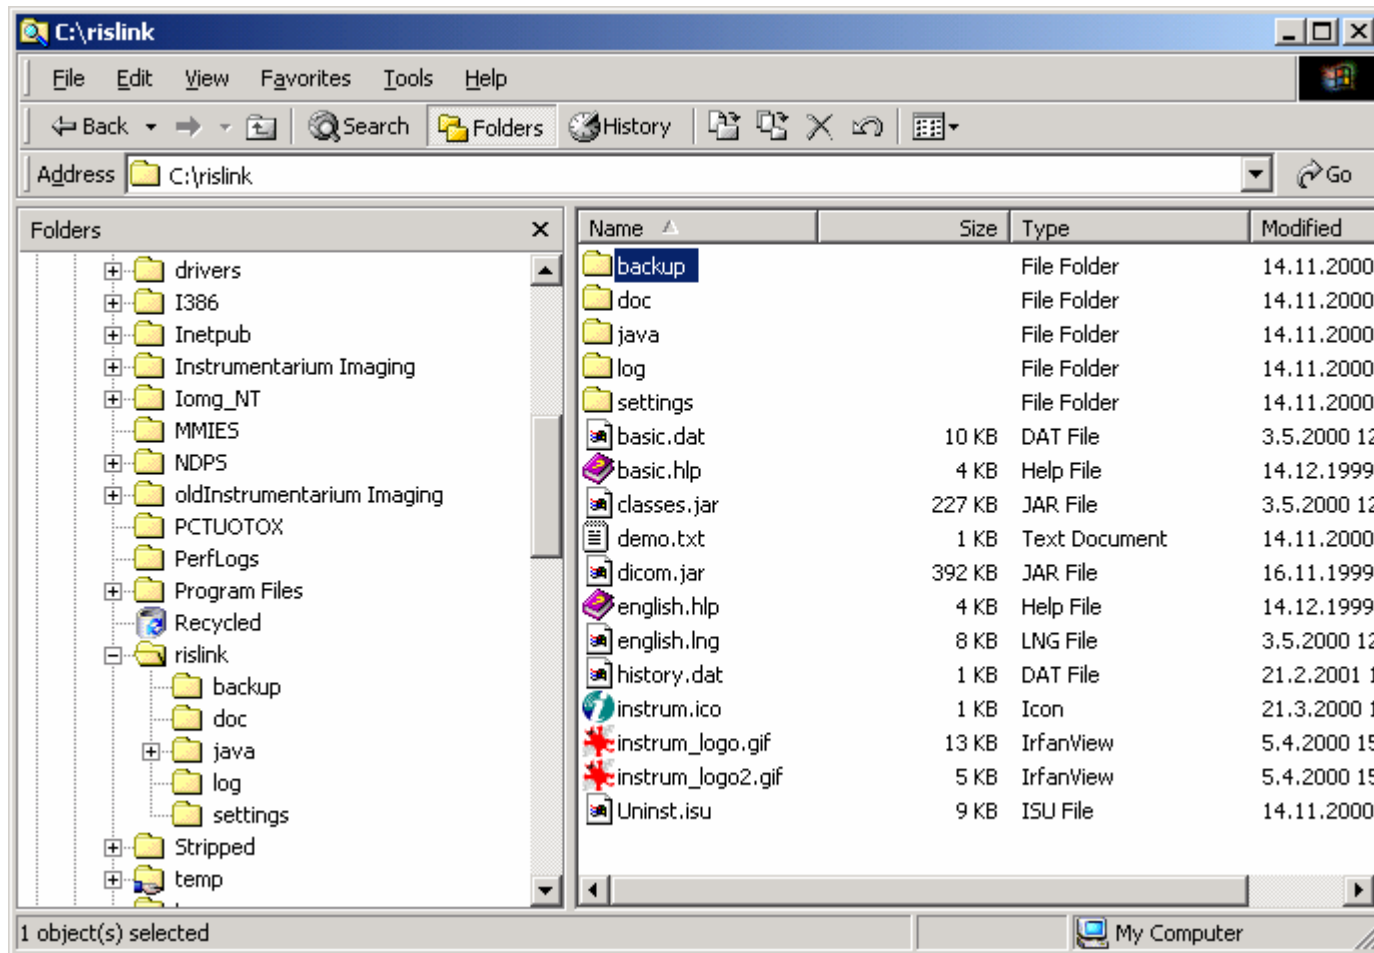 C:\rislink
File Edit View Favorites Tools Help
Back Search Folders History
Address C:\rislink Go
Folders
drivers
I386
Inetpub
Instrumentarium Imaging
Iomg_NT
MMIES
NDPS
oldInstrumentarium Imaging
PCTUOTOX
PerfLogs
Program Files
Recycled
rislink
backup
doc
java
log
settings
Stripped
temp
Name Size Type Modified
backup File Folder 14.11.2000
doc File Folder 14.11.2000
java File Folder 14.11.2000
log File Folder 14.11.2000
settings File Folder 14.11.2000
basic.dat 10 KB DAT File 3.5.2000 12
basic.hlp 4 KB Help File 14.12.1999
classes.jar 227 KB JAR File 3.5.2000 12
demo.txt 1 KB Text Document 14.11.2000
dicom.jar 392 KB JAR File 16.11.1999
english.hlp 4 KB Help File 14.12.1999
english.lng 8 KB LNG File 3.5.2000 12
history.dat 1 KB DAT File 21.2.2001 1
instrum.ico 1 KB Icon 21.3.2000 1
instrum_logo.gif 13 KB IrfanView 5.4.2000 15
instrum_logo2.gif 5 KB IrfanView 5.4.2000 15
Uninst.isu 9 KB ISU File 14.11.2000
1 object(s) selected My Computer